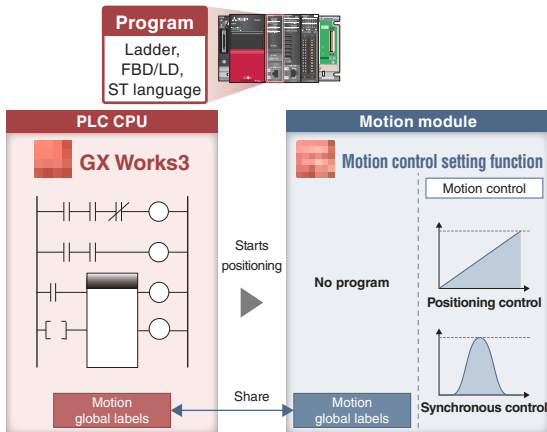 Program
Ladder,
FBD/LD,
ST language
PLC CPU
GX Works3
Starts
positioning
Motion
global labels
Share
Motion module
Motion control setting function
Motion control
No program
Positioning control
Synchronous control
Motion
global labels